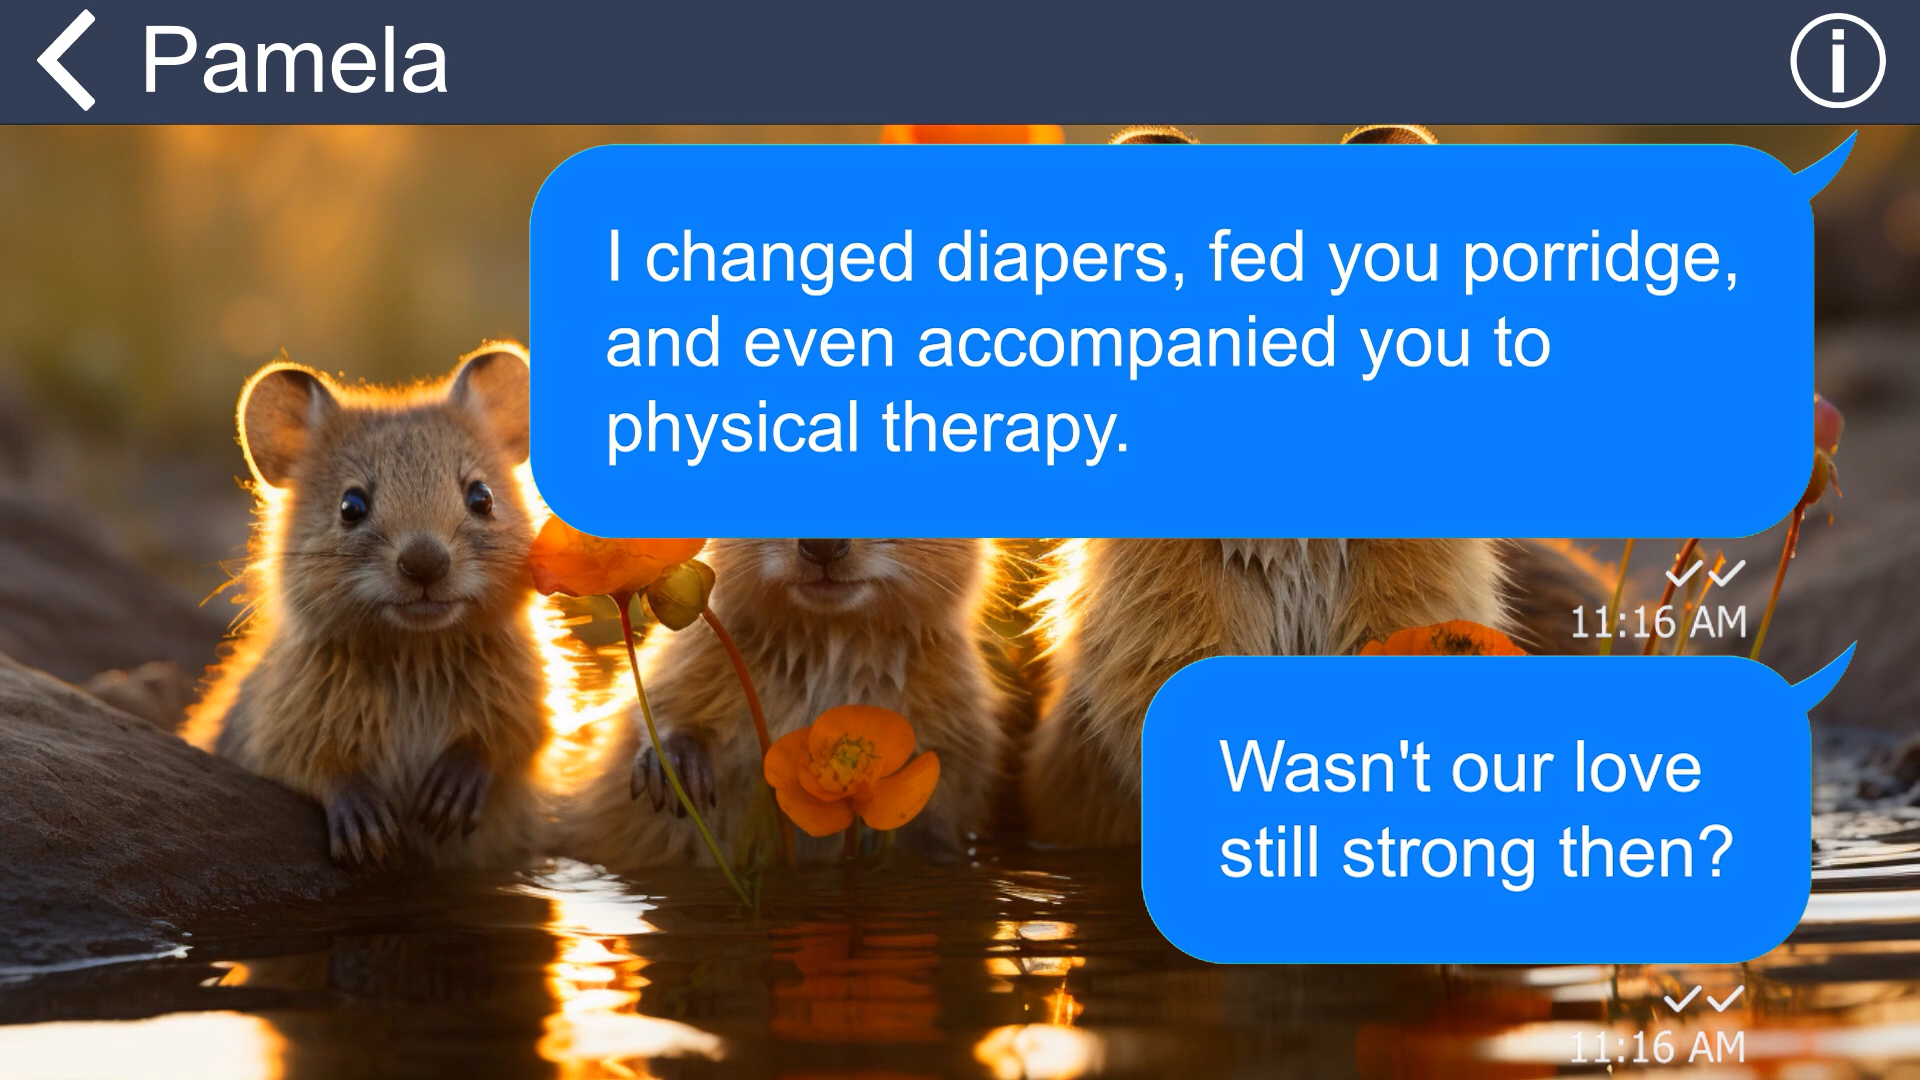 Pamela
I changed diapers, fed you porridge,
and even accompanied you to
physical therapy.
11:16 AM
Wasn't our love
still strong then?
11:16 AM